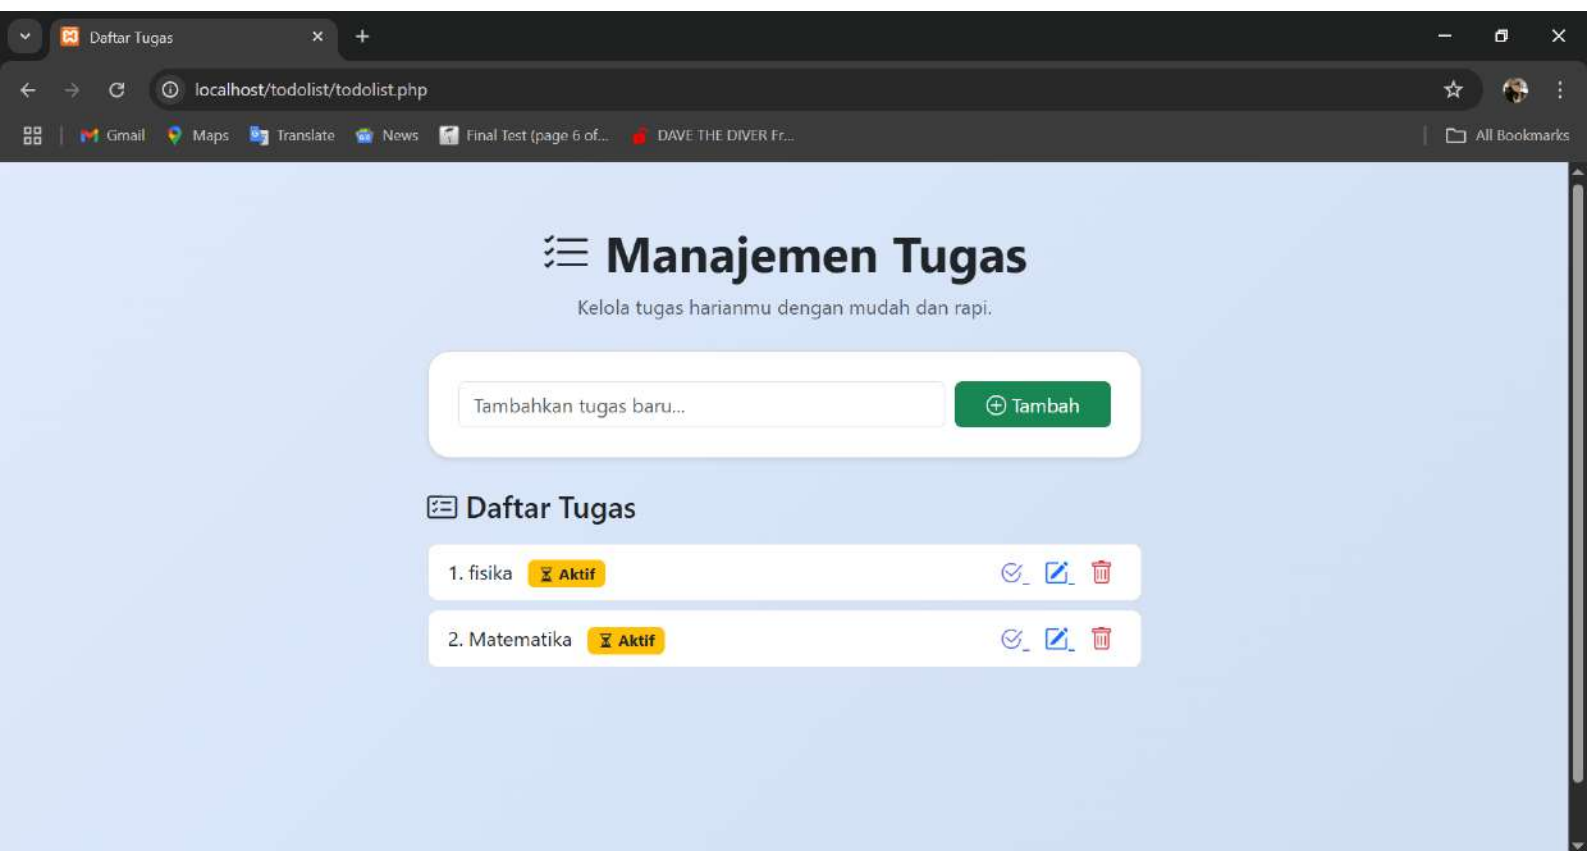 Daftar Tugas
localhost/todolist/todolist.php
Gmail Maps Translate News Final Test (page 6 of... DAVE THE DIVER Fr... All Bookmarks
Manajemen Tugas
Kelola tugas harianmu dengan mudah dan rapi.
Tambahkan tugas baru... Tambah
Daftar Tugas
1. fisika Aktif
2. Matematika Aktif